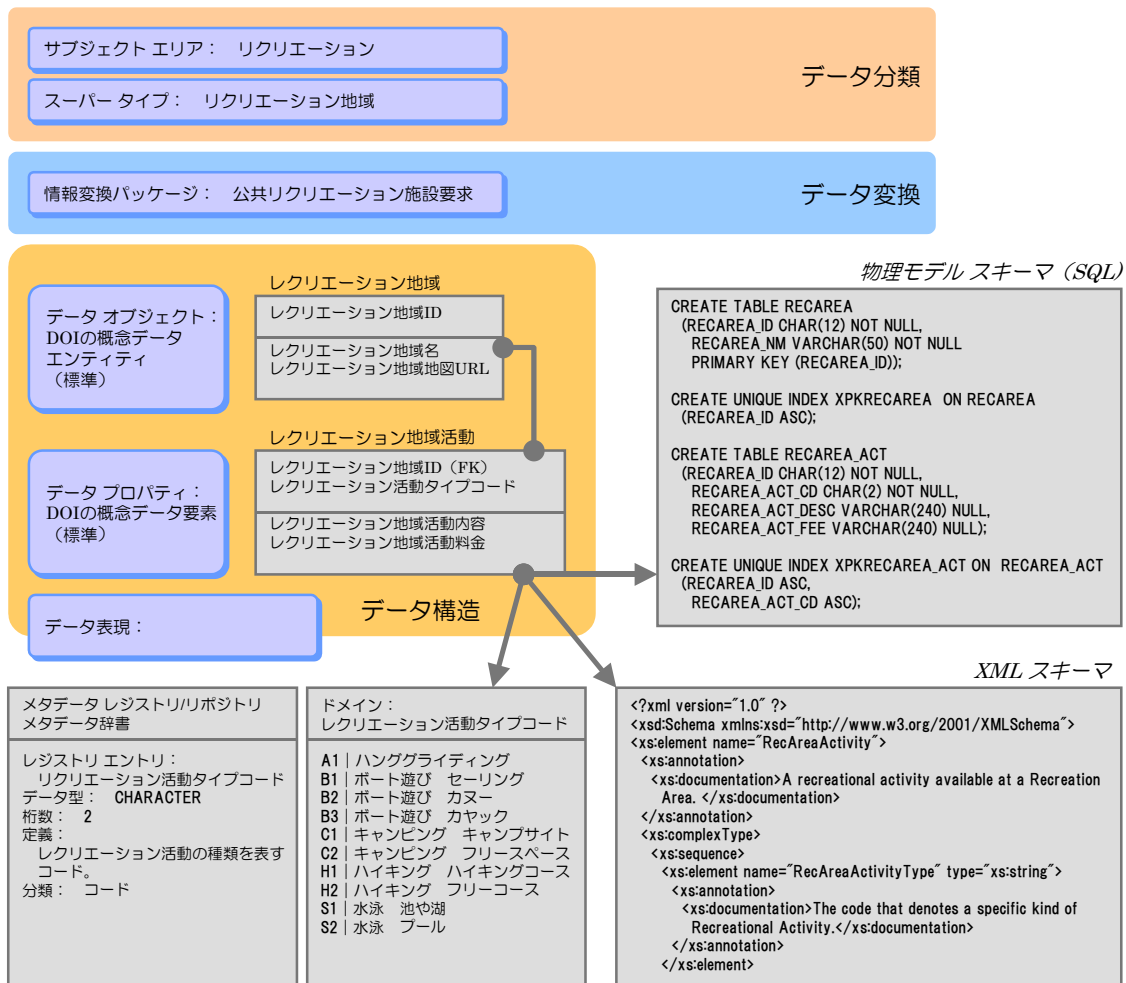 サブジェクト エリア：　リクリエーション
スーパー タイプ：　リクリエーション地域
データ分類
情報変換パッケージ：　公共リクリエーション施設要求
データ変換
データ オブジェクト：
DOIの概念データ
エンティティ
（標準）
データ プロパティ：
DOIの概念データ要素
（標準）
データ表現：
データ構造
レクリエーション地域
レクリエーション地域ID
レクリエーション地域名
レクリエーション地域地図URL
レクリエーション地域活動
レクリエーション地域ID（FK）
レクリエーション活動タイプコード
レクリエーション地域活動内容
レクリエーション地域活動料金
物理モデル スキーマ（SQL)
CREATE TABLE RECAREA
(RECAREA_ID CHAR(12) NOT NULL,
RECAREA_NM VARCHAR(50) NOT NULL
PRIMARY KEY (RECAREA_ID));
CREATE UNIQUE INDEX XPKRECAREA ON RECAREA
(RECAREA_ID ASC);
CREATE TABLE RECAREA_ACT
(RECAREA_ID CHAR(12) NOT NULL,
RECAREA_ACT_CD CHAR(2) NOT NULL,
RECAREA_ACT_DESC VARCHAR(240) NULL,
RECAREA_ACT_FEE VARCHAR(240) NULL);
CREATE UNIQUE INDEX XPKRECAREA_ACT ON RECAREA_ACT
(RECAREA_ID ASC,
RECAREA_ACT_CD ASC);
メタデータ レジストリ/リポジトリ
メタデータ辞書
レジストリ エントリ：
リクリエーション活動タイプコード
データ型：　CHARACTER
桁数：　2
定義：
レクリエーション活動の種類を表す
コード。
分類：　コード
ドメイン：
レクリエーション活動タイプコード
A1｜ハンググライディング
B1｜ボート遊び　セーリング
B2｜ボート遊び　カヌー
B3｜ボート遊び　カヤック
C1｜キャンピング　キャンプサイト
C2｜キャンピング　フリースペース
H1｜ハイキング　ハイキングコース
H2｜ハイキング　フリーコース
S1｜水泳　池や湖
S2｜水泳　プール
XML スキーマ
<?xml version="1.0" ?>
<xsd:Schema xmlns:xsd="http://www.w3.org/2001/XMLSchema">
<xs:element name="RecAreaActivity">
<xs:annotation>
<xs:documentation>A recreational activity available at a Recreation
Area. </xs:documentation>
</xs:annotation>
<xs:complexType>
<xs:sequence>
<xs:element name="RecAreaActivityType" type="xs:string">
<xs:annotation>
<xs:documentation>The code that denotes a specific kind of
Recreational Activity.</xs:documentation>
</xs:annotation>
</xs:element>